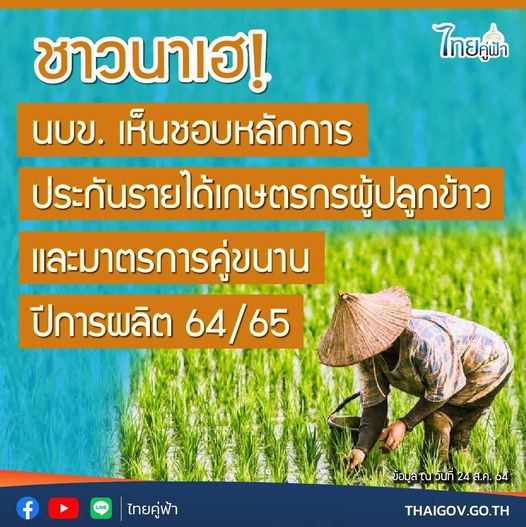 ชาวนาเฮ!
ไทยคู่ฟ้า
นบข. เห็นชอบหลักการ
ประกันรายได้เกษตรกรผู้ปลูกข้าว
และมาตรการคู่ขนาน
ปีการผลิต 64/65
ข้อมูล ณ วันที่ 24 ส.ค. 64
LINE
ไทยคู่ฟ้า
THAIGOV.GO.TH